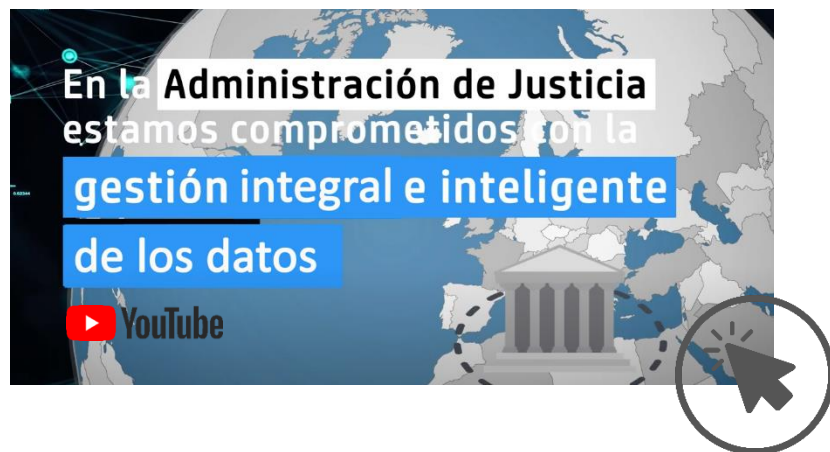 En la Administración de Justicia
estamos comprometidos con la
gestión integral e inteligente
de los datos
YouTube